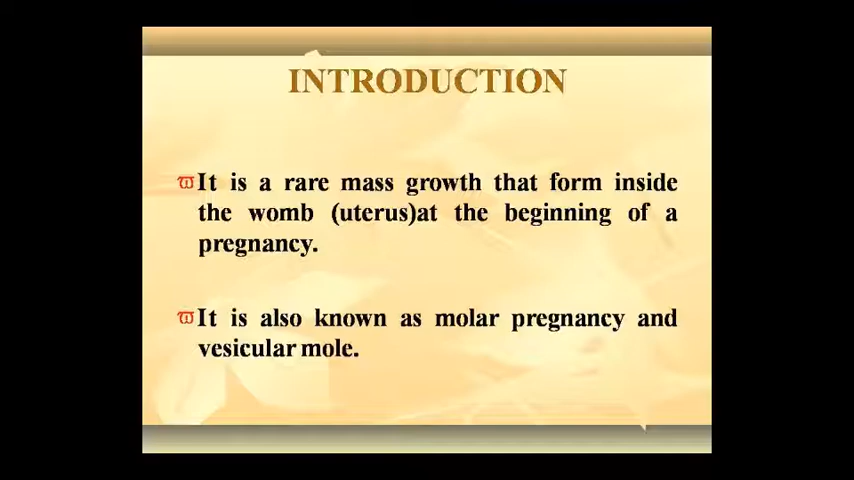 INTRODUCTION
It is a rare mass growth that form inside
the womb (uterus)at the beginning of a
pregnancy.
It is also known as molar pregnancy and
vesicular mole.